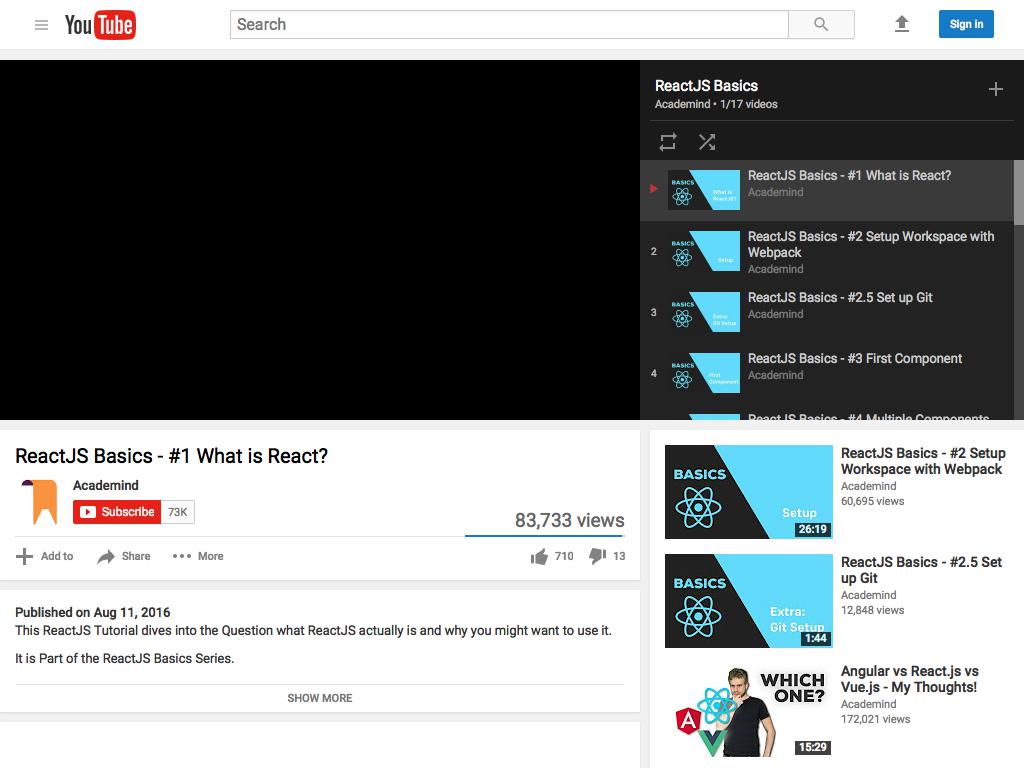 YouTube
Search
Sign in
ReactJS Basics
Academind • 1/17 videos
BASICS
What is
ReactJS?
ReactJS Basics - #1 What is React?
Academind
2
BASICS
Setup
ReactJS Basics - #2 Setup Workspace with
Webpack
Academind
3
BASICS
Extra:
Git Setup
ReactJS Basics - #2.5 Set up Git
Academind
4
BASICS
First
Component
ReactJS Basics - #3 First Component
Academind
ReactJS Basics - #4 Multiple Components
ReactJS Basics - #1 What is React?
Academind
Subscribe 73K
83,733 views
Add to Share More 710 13
Published on Aug 11, 2016
This ReactJS Tutorial dives into the Question what ReactJS actually is and why you might want to use it.
It is Part of the ReactJS Basics Series.
SHOW MORE
BASICS
Setup
26:19
ReactJS Basics - #2 Setup
Workspace with Webpack
Academind
60,695 views
BASICS
Extra:
Git Setup
1:44
ReactJS Basics - #2.5 Set
up Git
Academind
12,848 views
WHICH
ONE?
A
15:29
Angular vs React.js vs
Vue.js - My Thoughts!
Academind
172,021 views